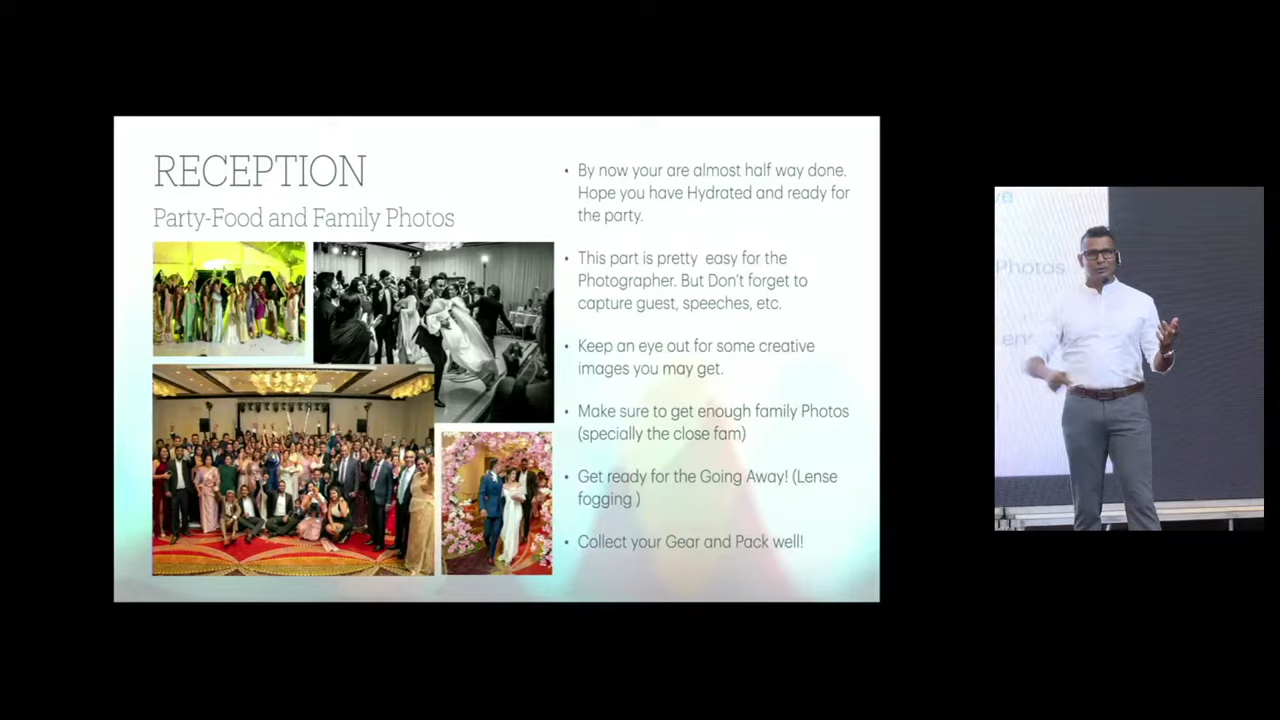 RECEPTION
Party-Food and Family Photos
• By now your are almost half way done.
Hope you have Hydrated and ready for
the party.
• This part is pretty easy for the
Photographer. But Don't forget to
capture guest, speeches, etc.
• Keep an eye out for some creative
images you may get.
• Make sure to get enough family Photos
(specially the close fam)
• Get ready for the Going Away! (Lense
fogging )
• Collect your Gear and Pack well!
Photos